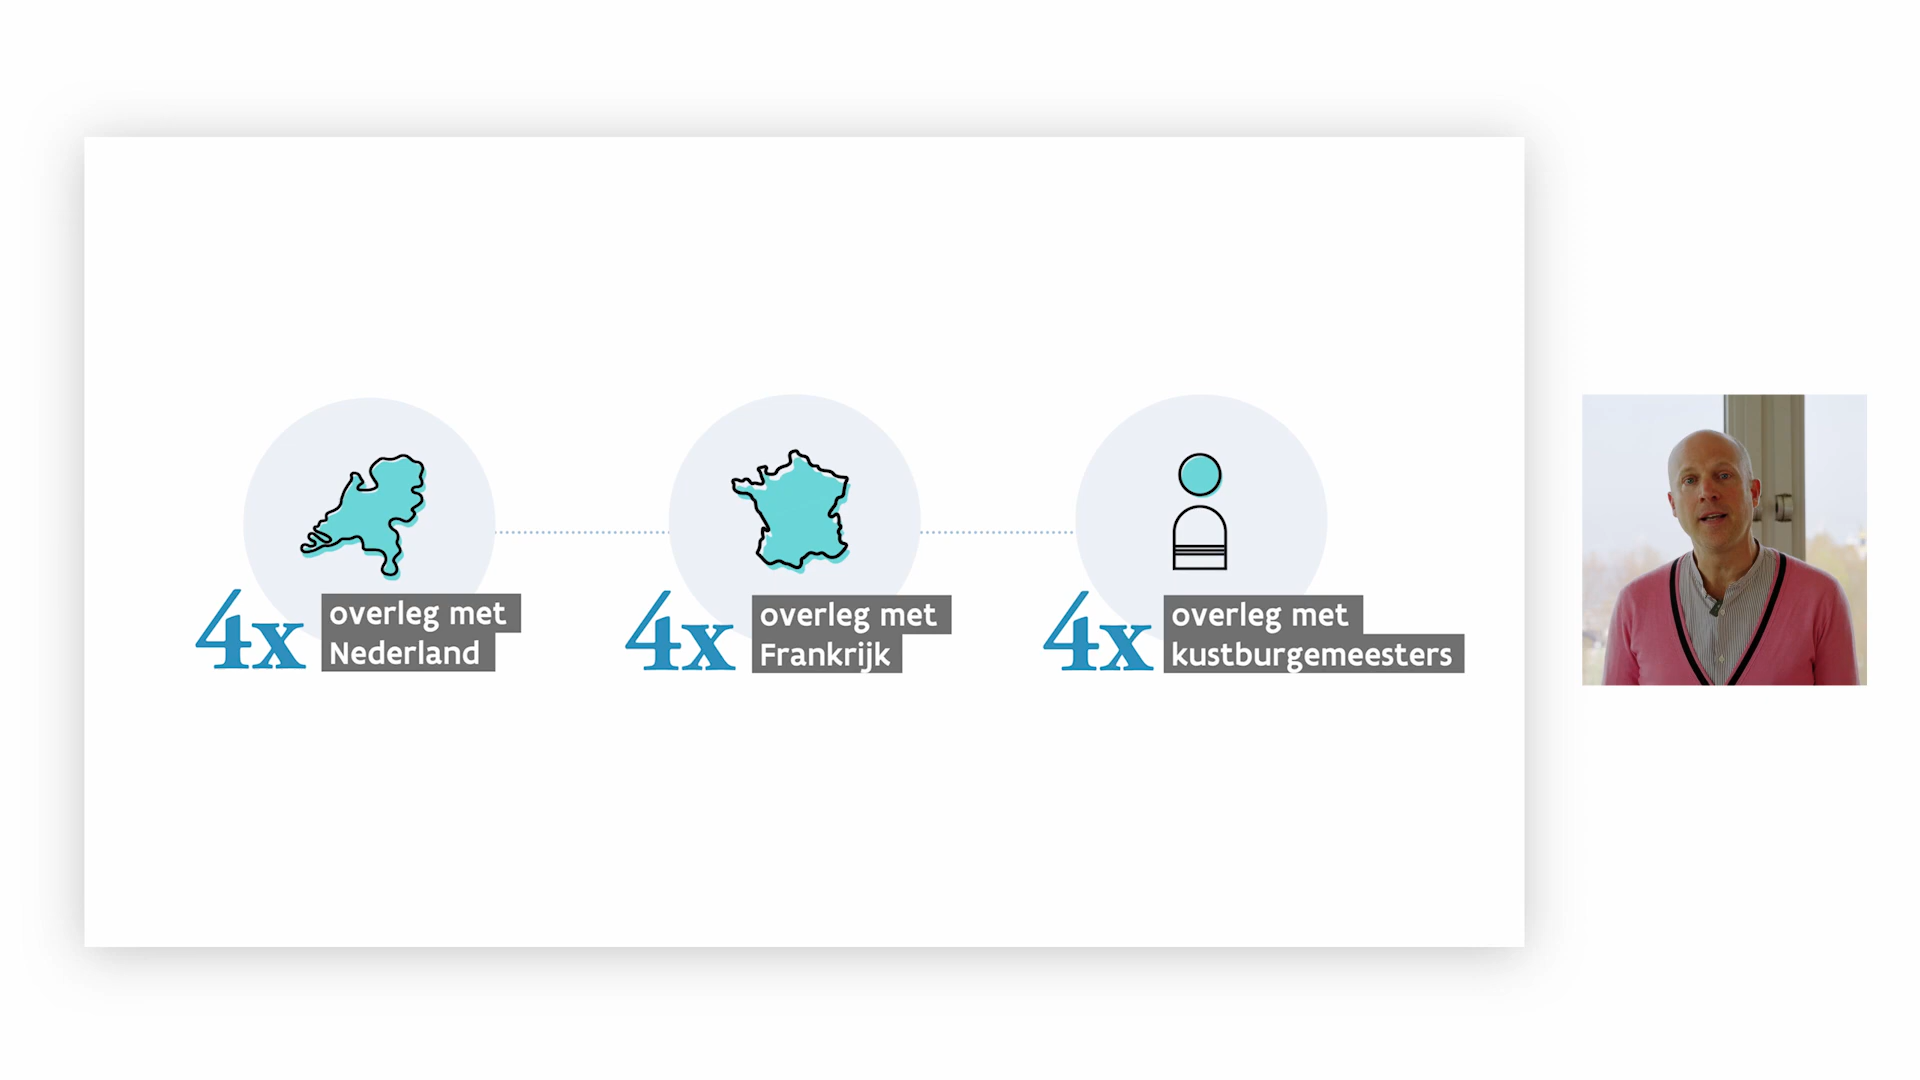 4x
overleg met
Nederland
4x
overleg met
Frankrijk
4x
overleg met
kustburgemeesters